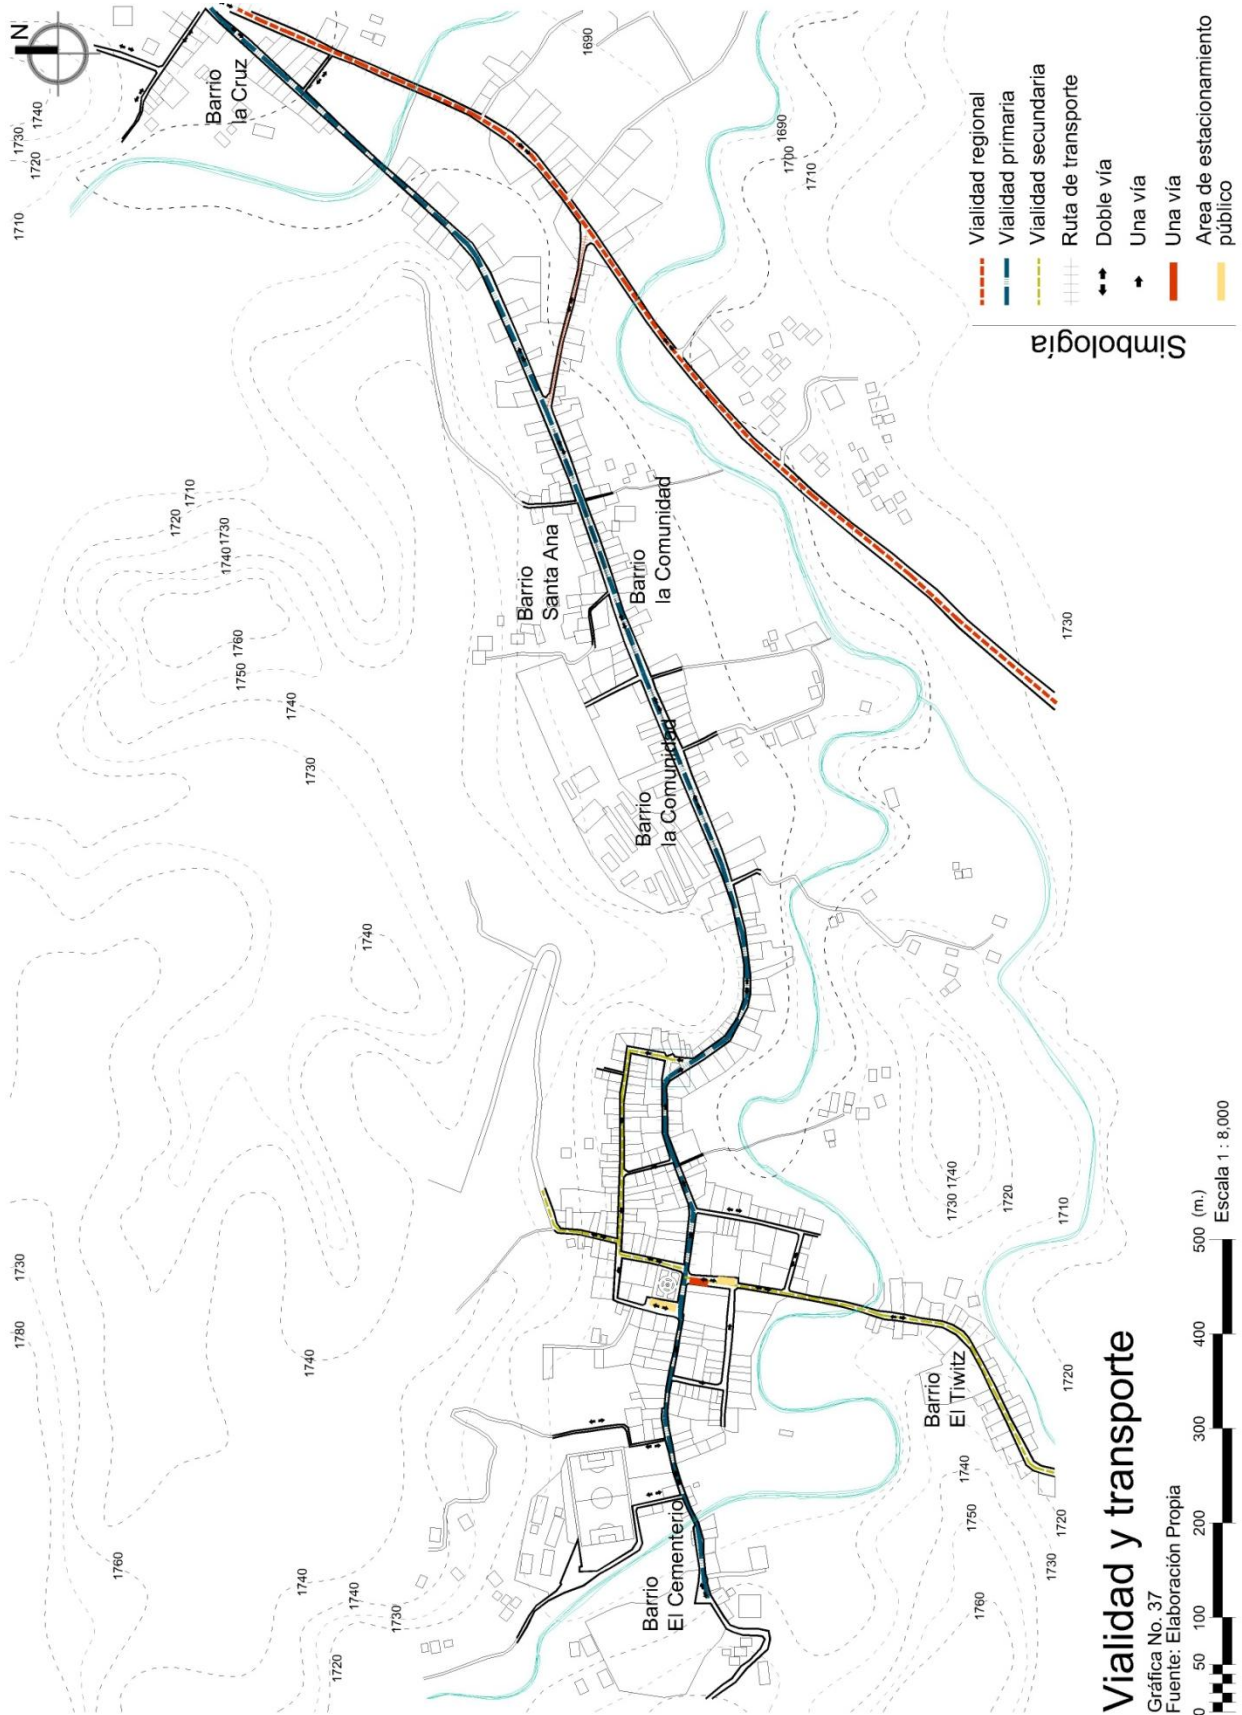 N
1780
1730
1710
1730
1720
1740
1760
1720
1710
1740
1730
1760
1750
Barrio
la Cruz
1740
1740
1740
1730
1720
1740
1740
1730
Barrio
Santa Ana
1690
Barrio
la Comunidad
Barrio
la Comunidad
Barrio
El Cementerio
1690
1700
1710
Barrio
El Tiwitz
1730 1740
1740
1750
1760
1720
1730
1720
1710
1720
1730
Vialidad y transporte
Gráfica No. 37
Fuente: Elaboración Propia
0 50 100 200 300 400 500 (m.)
Escala 1 : 8,000
Simbología
Vialidad regional
Vialidad primaria
Vialidad secundaria
Ruta de transporte
Doble vía
Una vía
Una vía
Area de estacionamiento
público